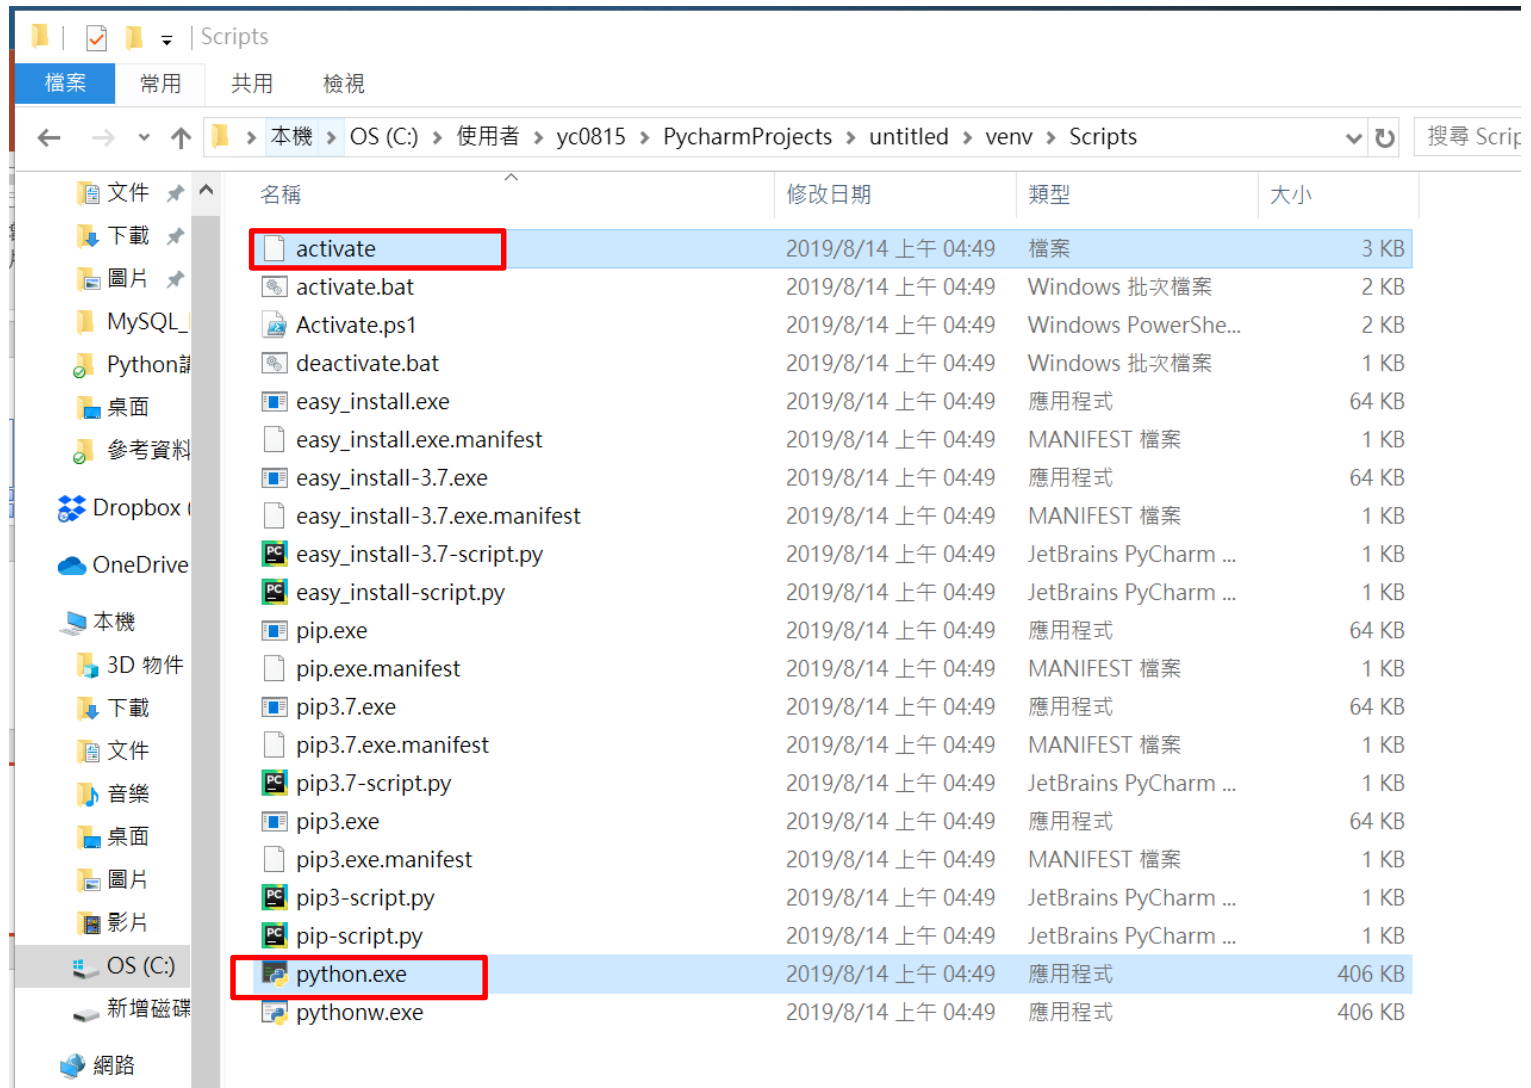 Scripts
檔案 常用 共用 檢視
本機 OS (C:) 使用者 yc0815 PycharmProjects untitled venv Scripts 搜尋 Scrip
名稱 修改日期 類型 大小
文件
下載
圖片
MySQL_
Python講
桌面
參考資料
Dropbox (
OneDrive
本機
3D 物件
下載
文件
音樂
桌面
圖片
影片
OS (C:)
新增磁碟
網路
activate 2019/8/14 上午 04:49 檔案 3 KB
activate.bat 2019/8/14 上午 04:49 Windows 批次檔案 2 KB
Activate.ps1 2019/8/14 上午 04:49 Windows PowerShe... 2 KB
deactivate.bat 2019/8/14 上午 04:49 Windows 批次檔案 1 KB
easy_install.exe 2019/8/14 上午 04:49 應用程式 64 KB
easy_install.exe.manifest 2019/8/14 上午 04:49 MANIFEST 檔案 1 KB
easy_install-3.7.exe 2019/8/14 上午 04:49 應用程式 64 KB
easy_install-3.7.exe.manifest 2019/8/14 上午 04:49 MANIFEST 檔案 1 KB
easy_install-3.7-script.py 2019/8/14 上午 04:49 JetBrains PyCharm ... 1 KB
easy_install-script.py 2019/8/14 上午 04:49 JetBrains PyCharm ... 1 KB
pip.exe 2019/8/14 上午 04:49 應用程式 64 KB
pip.exe.manifest 2019/8/14 上午 04:49 MANIFEST 檔案 1 KB
pip3.7.exe 2019/8/14 上午 04:49 應用程式 64 KB
pip3.7.exe.manifest 2019/8/14 上午 04:49 MANIFEST 檔案 1 KB
pip3.7-script.py 2019/8/14 上午 04:49 JetBrains PyCharm ... 1 KB
pip3.exe 2019/8/14 上午 04:49 應用程式 64 KB
pip3.exe.manifest 2019/8/14 上午 04:49 MANIFEST 檔案 1 KB
pip3-script.py 2019/8/14 上午 04:49 JetBrains PyCharm ... 1 KB
pip-script.py 2019/8/14 上午 04:49 JetBrains PyCharm ... 1 KB
python.exe 2019/8/14 上午 04:49 應用程式 406 KB
pythonw.exe 2019/8/14 上午 04:49 應用程式 406 KB